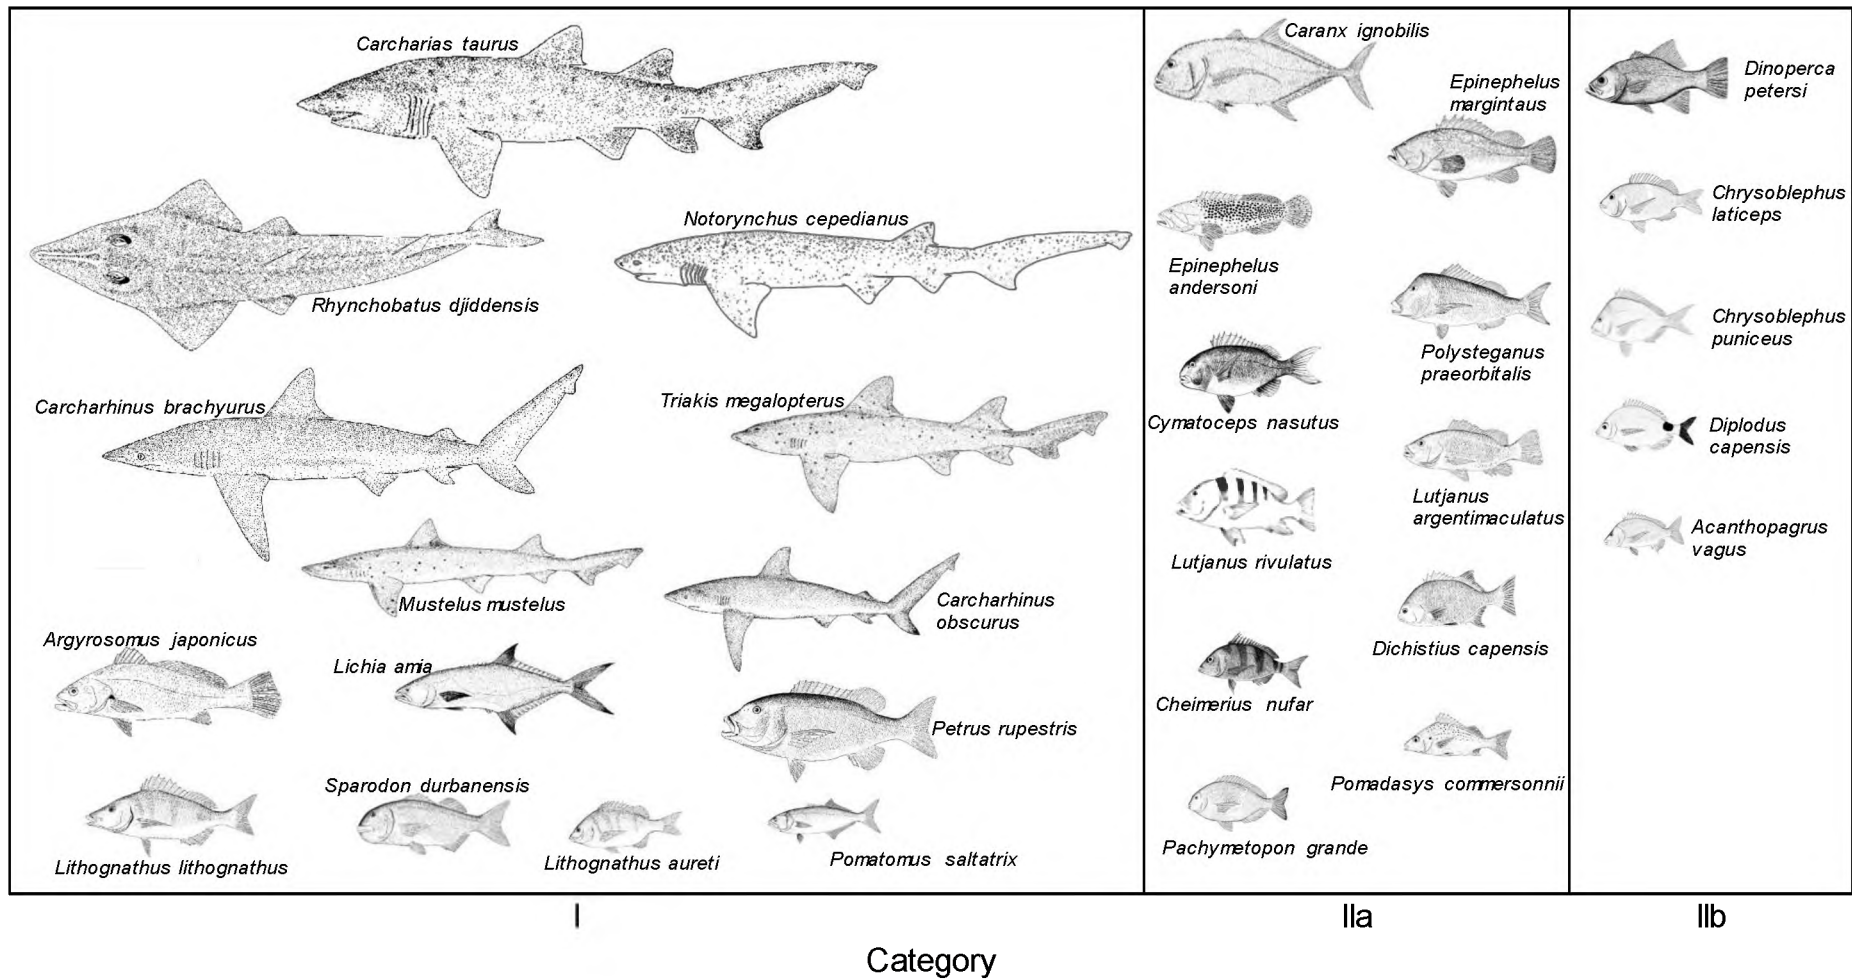 Carcharias taurus
Rhynchobatus djiddensis
Notorynchus cepedianus
Carcharhinus brachyurus
Triakis megalopterus
Mustelus mustelus
Carcharhinus
obscurus
Argyrosomus japonicus
Lichia amia
Petrus rupestris
Lithognathus lithognathus
Sparodon durbanensis
Lithognathus aureti
Pomatomus saltatrix
Caranx ignobilis
Epinephelus
margintaus
Epinephelus
andersoni
Polysteganus
praeorbitalis
Cymatoceps nasutus
Lutjanus
argentimaculatus
Lutjanus rivulatus
Dichistius capensis
Cheimerius nufar
Pomadasys commersonnii
Pachymetopon grande
Dinoperca
petersi
Chrysoblephus
laticeps
Chrysoblephus
puniceus
Diplodus
capensis
Acanthopagrus
vagus
I
IIa
IIb
Category